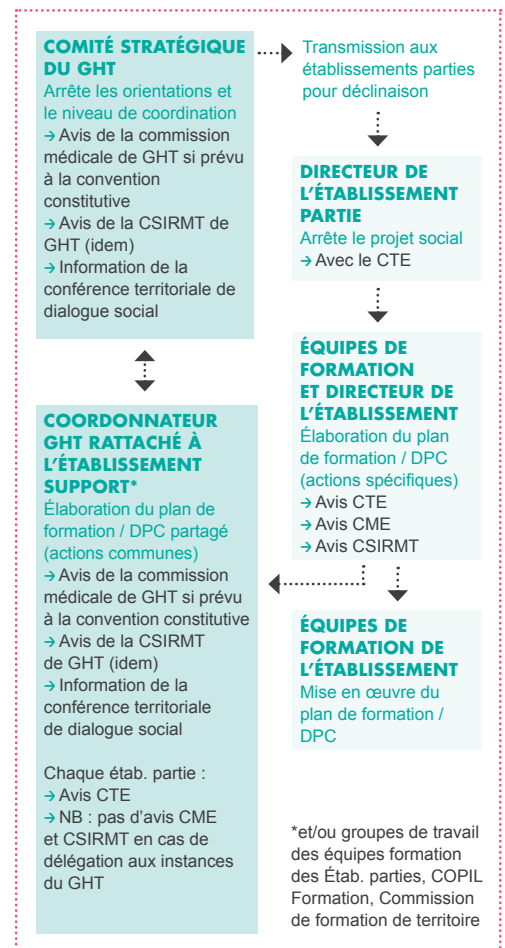 COMITÉ STRATÉGIQUE
DU GHT
Arrête les orientations et
le niveau de coordination
→ Avis de la commission
médicale de GHT si prévu
à la convention
constitutive
→ Avis de la CSIRMT de
GHT (idem)
→ Information de la
conférence territoriale de
dialogue social
Transmission aux
établissements parties
pour déclinaison
DIRECTEUR DE
L’ÉTABLISSEMENT
PARTIE
Arrête le projet social
→ Avec le CTE
ÉQUIPES DE
FORMATION
ET DIRECTEUR DE
L’ÉTABLISSEMENT
Élaboration du plan
de formation / DPC
(actions spécifiques)
→ Avis CTE
→ Avis CME
→ Avis CSIRMT
COORDONNATEUR
GHT RATTACHÉ À
L’ÉTABLISSEMENT
SUPPORT*
Élaboration du plan de
formation / DPC partagé
(actions communes)
→ Avis de la commission
médicale de GHT si prévu
à la convention constitutive
→ Avis de la CSIRMT
de GHT (idem)
→ Information de la
conférence territoriale
de dialogue social
Chaque étab. partie :
→ Avis CTE
→ NB : pas d’avis CME
et CSIRMT en cas de
délégation aux instances
du GHT
ÉQUIPES DE
FORMATION DE
L’ÉTABLISSEMENT
Mise en œuvre du
plan de formation /
DPC
*et/ou groupes de travail
des équipes formation
des Étab. parties, COPIL
Formation, Commission
de formation de territoire